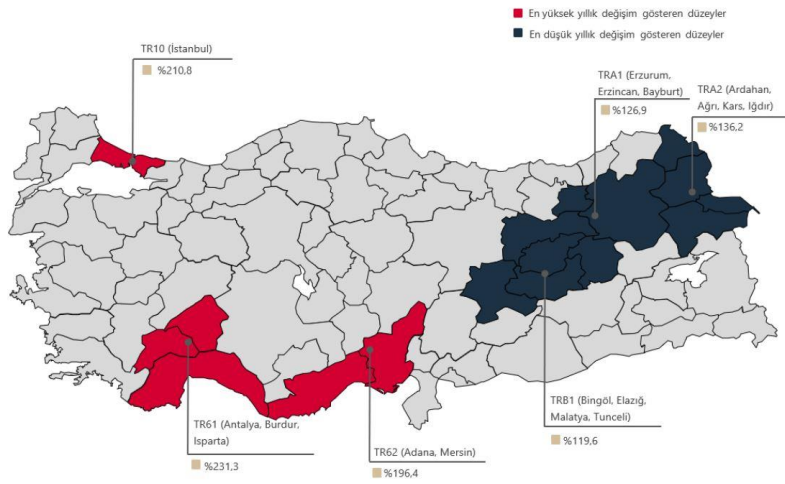 En yüksek yıllık değişim gösteren düzeyler
En düşük yıllık değişim gösteren düzeyler
TR10 (İstanbul)
%210,8
TRA1 (Erzurum,
Erzincan, Bayburt)
%126,9
TRA2 (Ardahan,
Ağrı, Kars, Iğdır)
%136,2
TR61 (Antalya, Burdur,
Isparta)
%231,3
TR62 (Adana, Mersin)
%196,4
TRB1 (Bingöl, Elazığ,
Malatya, Tunceli)
%119,6